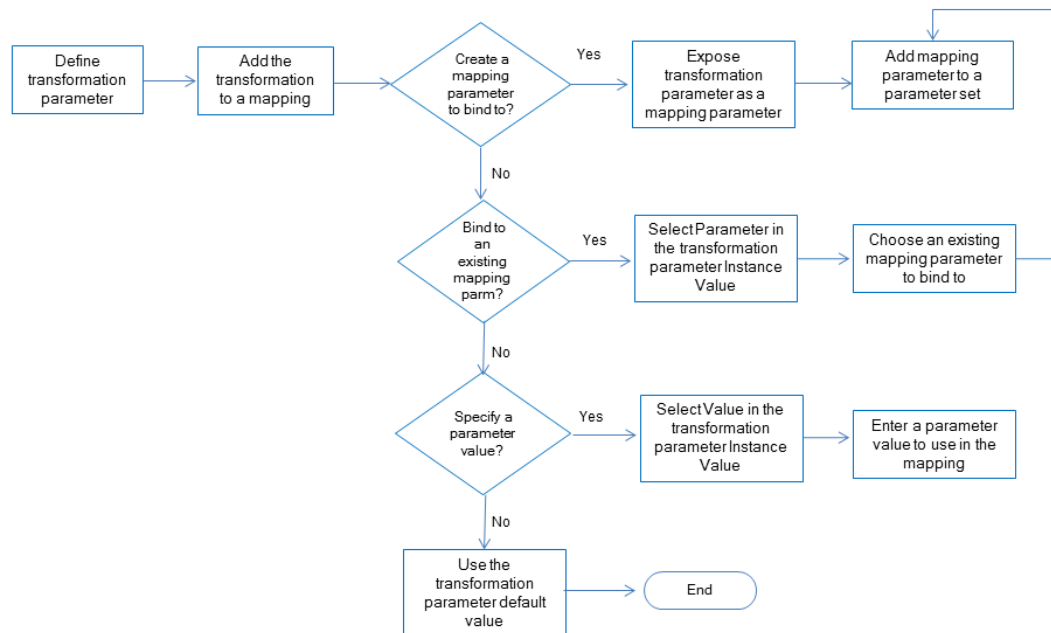 Define
transformation
parameter
Add the
transformation
to a mapping
Create a
mapping
parameter
to bind to?
Yes
Expose
transformation
parameter as a
mapping parameter
Add mapping
parameter to a
parameter set
No
Bind to
an
existing
mapping
parm?
Yes
Select Parameter in
the transformation
parameter Instance
Value
Choose an existing
mapping parameter
to bind to
No
Specify a
parameter
value?
Yes
Select Value in the
transformation
parameter Instance
Value
Enter a parameter
value to use in the
mapping
No
Use the
transformation
parameter default
value
End